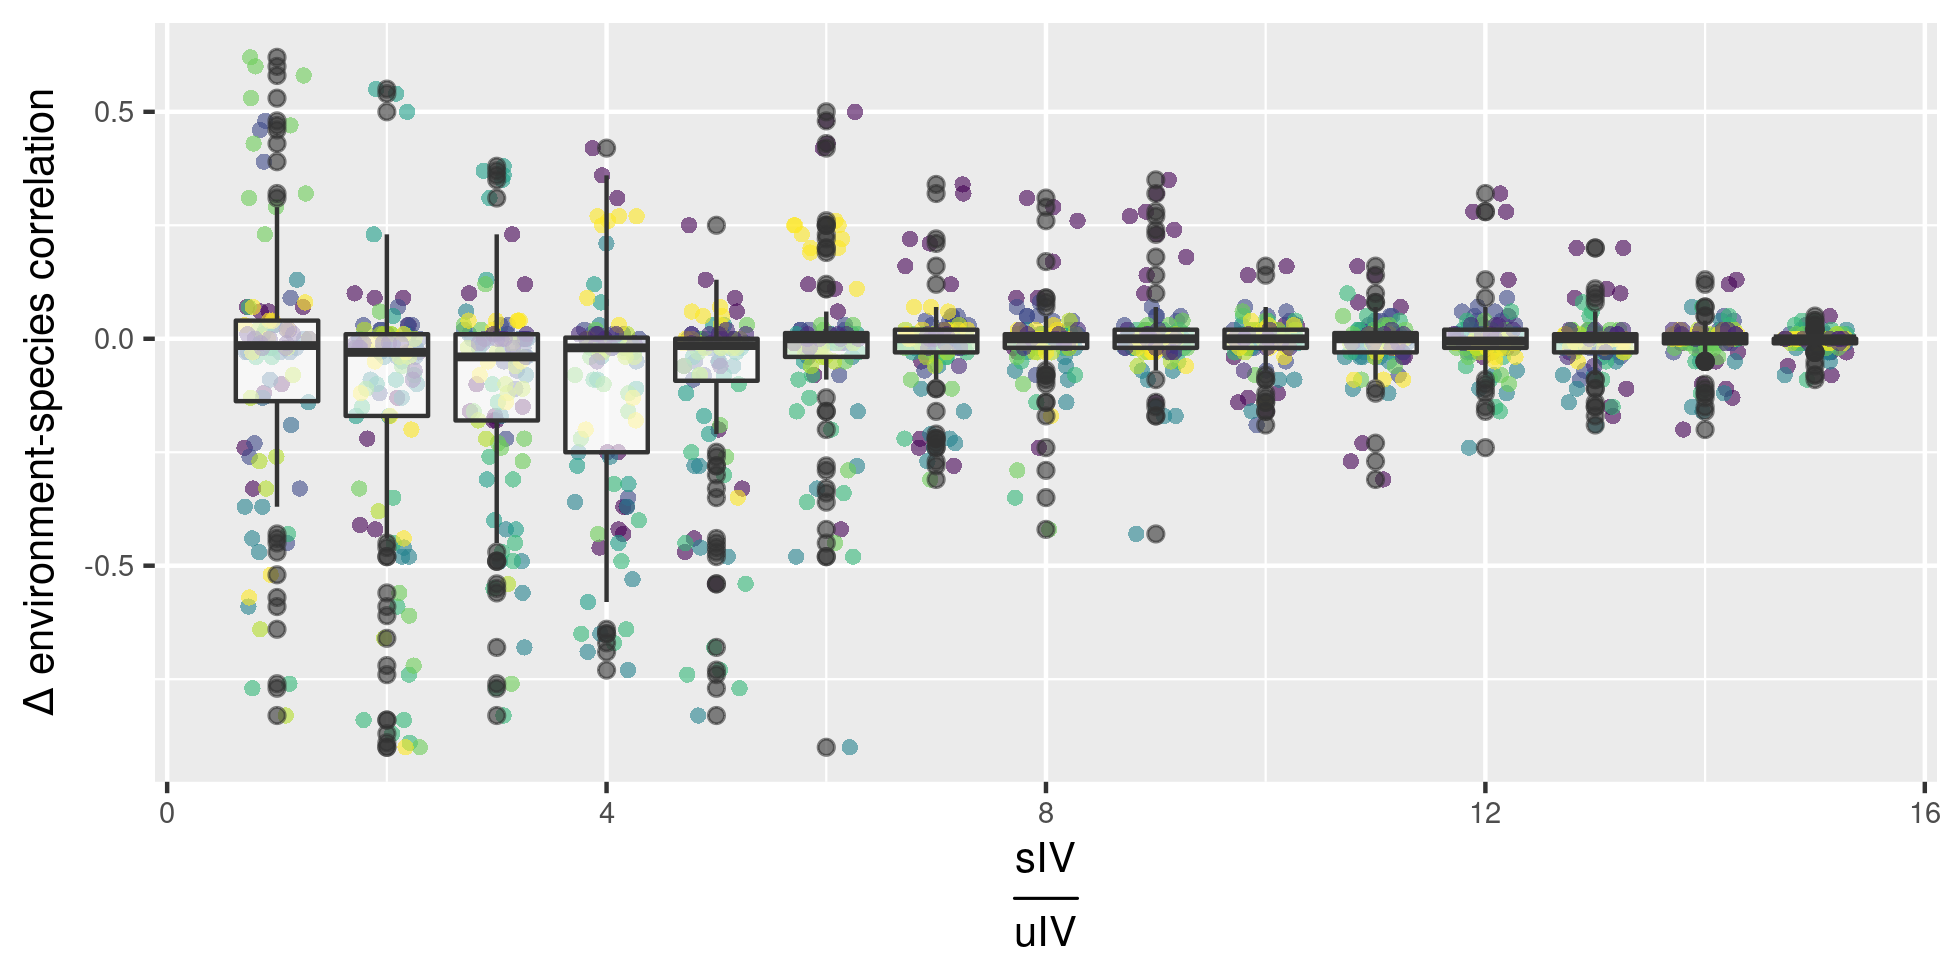 Δ environment-species correlation
0.5
0.0
-0.5
0
4
8
12
16
sIV
uIV